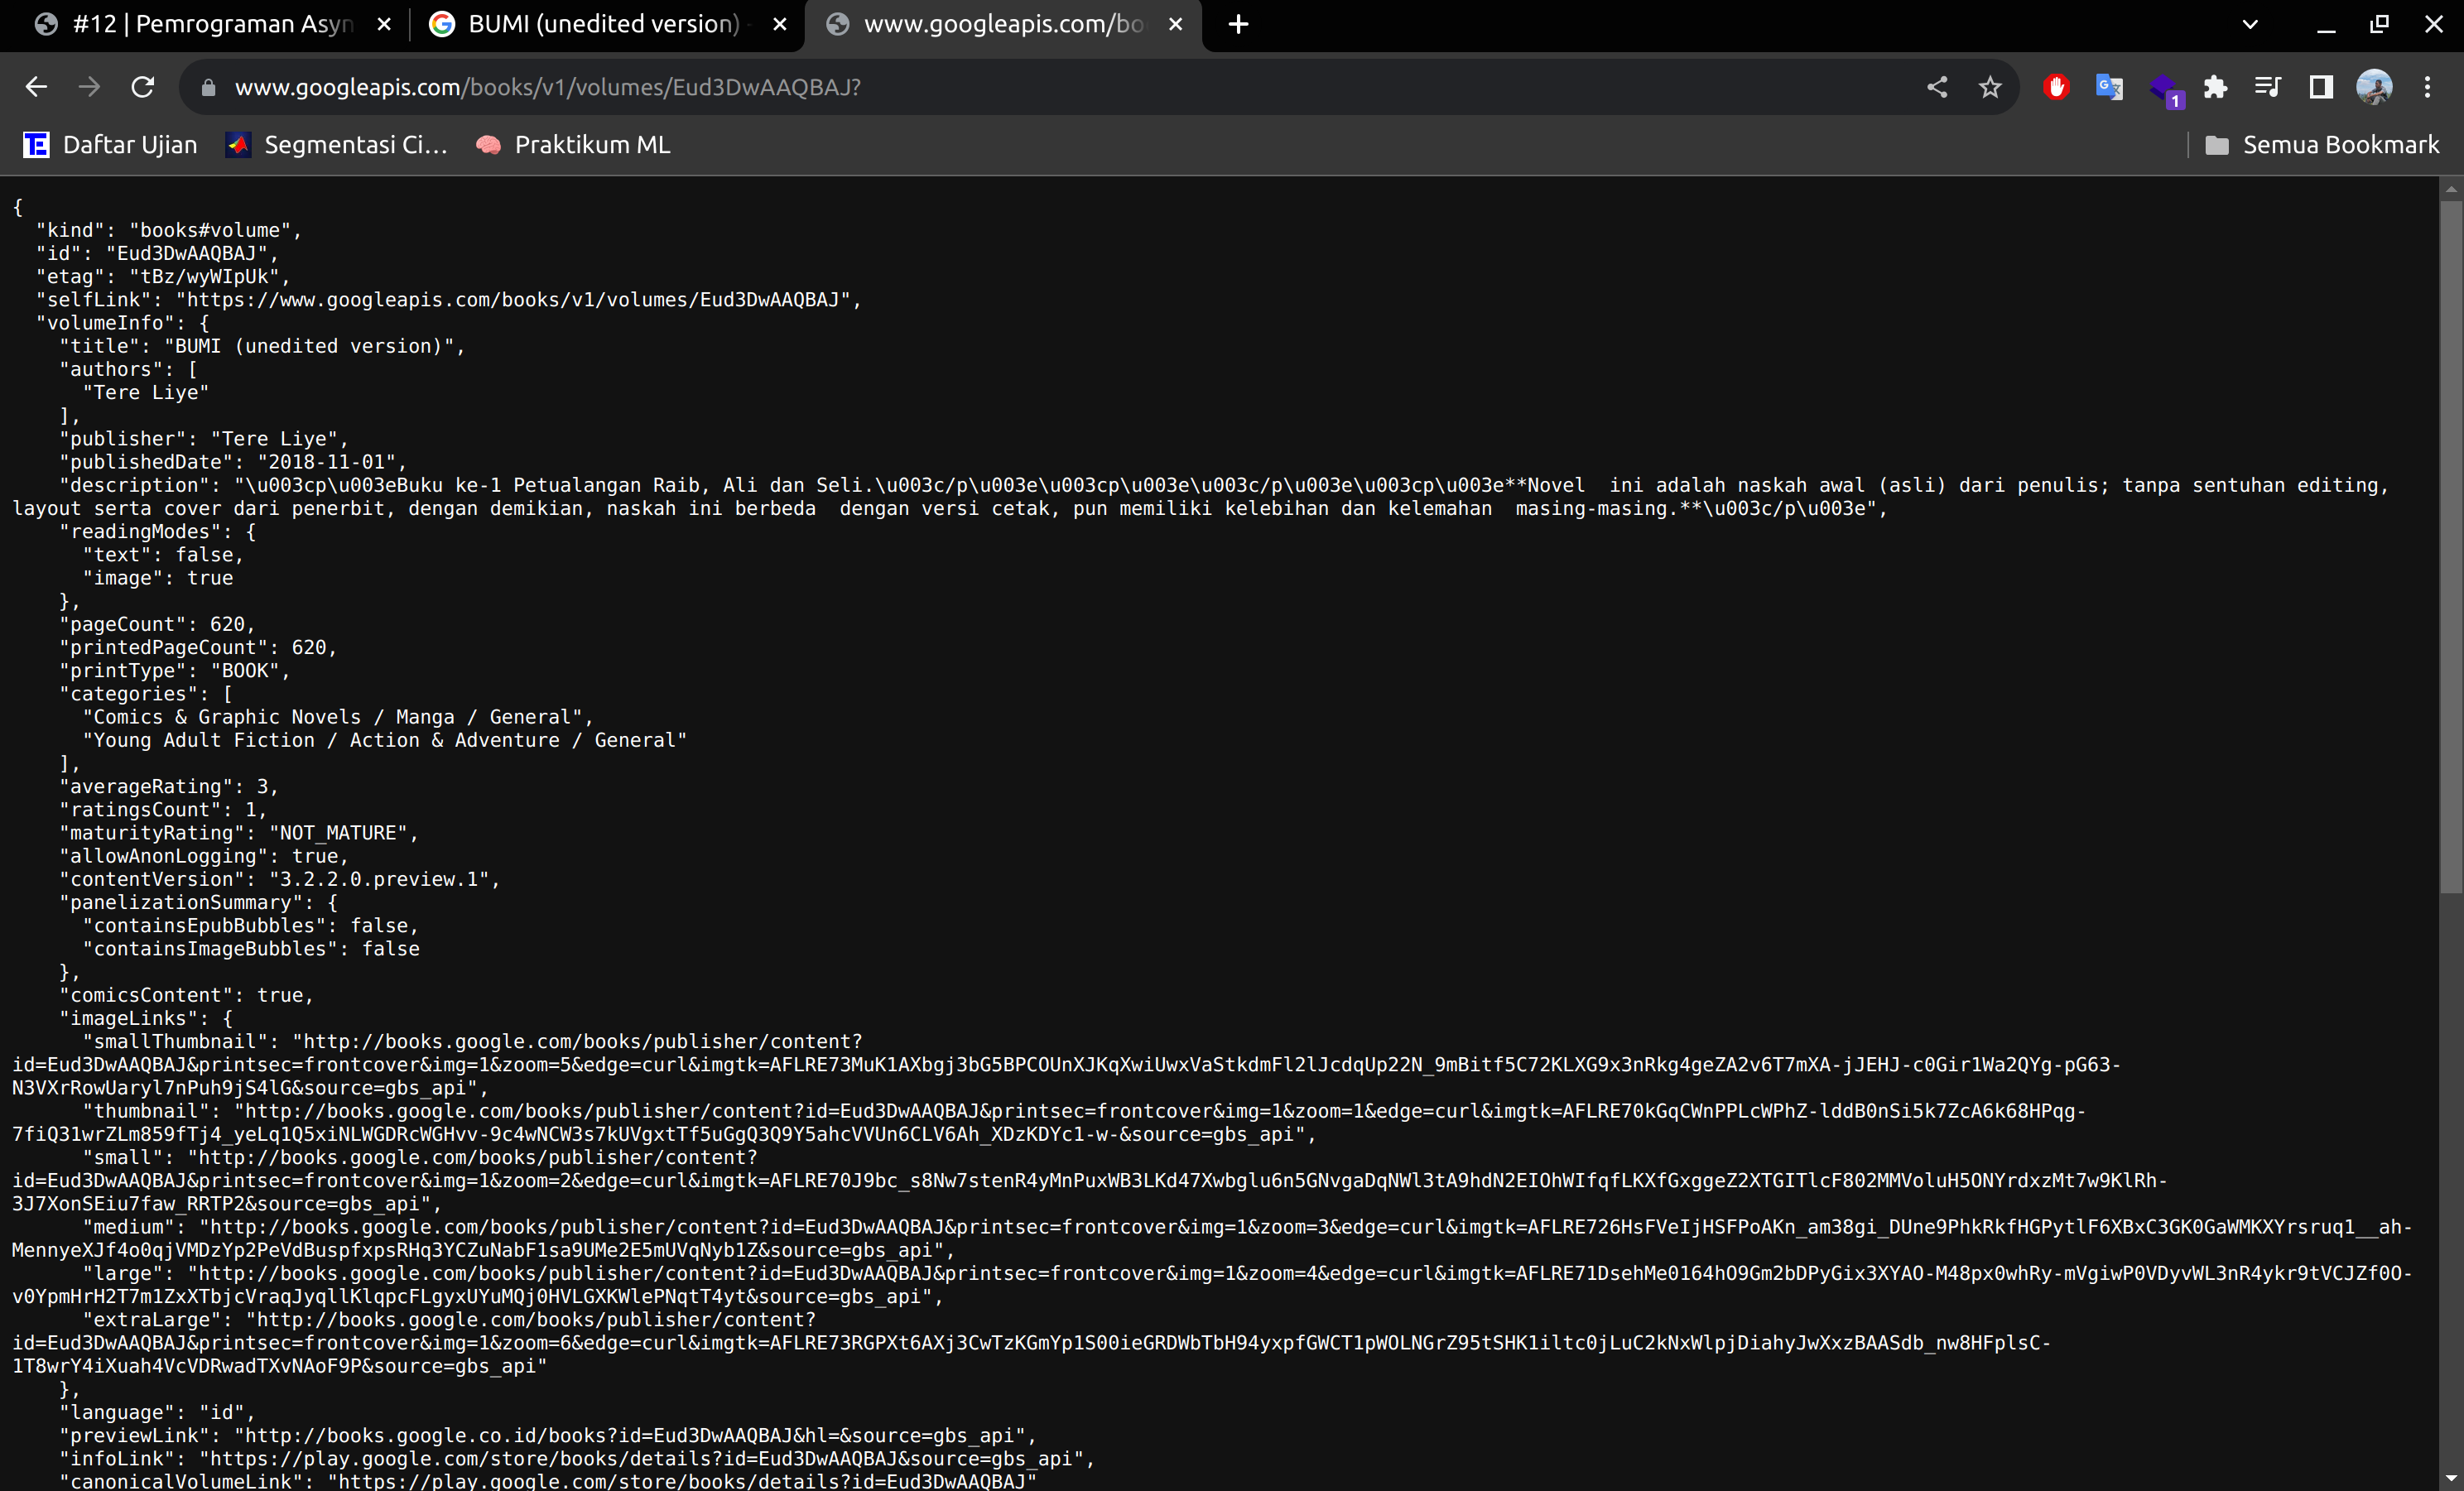 #12 | Pemrograman Asyn
BUMI (unedited version) -
www.googleapis.com/bo
www.googleapis.com/books/v1/volumes/Eud3DwAAQBAJ?
1
Daftar Ujian
Segmentasi Ci...
Praktikum ML
Semua Bookmark
{
  "kind": "books#volume",
  "id": "Eud3DwAAQBAJ",
  "etag": "tBz/wyWIpUk",
  "selfLink": "https://www.googleapis.com/books/v1/volumes/Eud3DwAAQBAJ",
  "volumeInfo": {
    "title": "BUMI (unedited version)",
    "authors": [
      "Tere Liye"
    ],
    "publisher": "Tere Liye",
    "publishedDate": "2018-11-01",
    "description": "\u003cp\u003eBuku ke-1 Petualangan Raib, Ali dan Seli.\u003c/p\u003e\u003cp\u003e\u003c/p\u003e\u003cp\u003e**Novel  ini adalah naskah awal (asli) dari penulis; tanpa sentuhan editing,
layout serta cover dari penerbit, dengan demikian, naskah ini berbeda  dengan versi cetak, pun memiliki kelebihan dan kelemahan  masing-masing.**\u003c/p\u003e",
    "readingModes": {
      "text": false,
      "image": true
    },
    "pageCount": 620,
    "printedPageCount": 620,
    "printType": "BOOK",
    "categories": [
      "Comics & Graphic Novels / Manga / General",
      "Young Adult Fiction / Action & Adventure / General"
    ],
    "averageRating": 3,
    "ratingsCount": 1,
    "maturityRating": "NOT_MATURE",
    "allowAnonLogging": true,
    "contentVersion": "3.2.2.0.preview.1",
    "panelizationSummary": {
      "containsEpubBubbles": false,
      "containsImageBubbles": false
    },
    "comicsContent": true,
    "imageLinks": {
      "smallThumbnail": "http://books.google.com/books/publisher/content?
id=Eud3DwAAQBAJ&printsec=frontcover&img=1&zoom=5&edge=curl&imgtk=AFLRE73MuK1AXbgj3bG5BPCOUnXJKqXwiUwxVaStkdmFl2lJcdqUp22N_9mBitf5C72KLXG9x3nRkg4geZA2v6T7mXA-jJEHJ-c0Gir1Wa2QYg-pG63-
N3VXrRowUaryl7nPuh9jS4lG&source=gbs_api",
      "thumbnail": "http://books.google.com/books/publisher/content?id=Eud3DwAAQBAJ&printsec=frontcover&img=1&zoom=1&edge=curl&imgtk=AFLRE70kGqCWnPPLcWPhZ-lddB0nSi5k7ZcA6k68HPqg-
7fiQ31wrZLm859fTj4_yeLq1Q5xiNLWGDRcWGHvv-9c4wNCW3s7kUVgxtTf5uGgQ3Q9Y5ahcVVUn6CLV6Ah_XDzKDYc1-w-&source=gbs_api",
      "small": "http://books.google.com/books/publisher/content?
id=Eud3DwAAQBAJ&printsec=frontcover&img=1&zoom=2&edge=curl&imgtk=AFLRE70J9bc_s8Nw7stenR4yMnPuxWB3LKd47Xwbglu6n5GNvgaDqNWl3tA9hdN2EIOhWIfqfLKXfGxggeZ2XTGITlcF802MMVoluH5ONYrdxzMt7w9KlRh-
3J7XonSEiu7faw_RRTP2&source=gbs_api",
      "medium": "http://books.google.com/books/publisher/content?id=Eud3DwAAQBAJ&printsec=frontcover&img=1&zoom=3&edge=curl&imgtk=AFLRE726HsFVeIjHSFPoAKn_am38gi_DUne9PhkRkfHGPytlF6XBxC3GK0GaWMKXYrsruq1__ah-
MennyeXJf4o0qjVMDzYp2PeVdBuspfxpsRHq3YCZuNabF1sa9UMe2E5mUVqNyb1Z&source=gbs_api",
      "large": "http://books.google.com/books/publisher/content?id=Eud3DwAAQBAJ&printsec=frontcover&img=1&zoom=4&edge=curl&imgtk=AFLRE71DsehMe0164hO9Gm2bDPyGix3XYAO-M48px0whRy-mVgiwP0VDyvWL3nR4ykr9tVCJZf0O-
v0YpmHrH2T7m1ZxXTbjcVraqJyqllKlqpcFLgyxUYuMQj0HVLGXKWlePNqtT4yt&source=gbs_api",
      "extraLarge": "http://books.google.com/books/publisher/content?
id=Eud3DwAAQBAJ&printsec=frontcover&img=1&zoom=6&edge=curl&imgtk=AFLRE73RGPXt6AXj3CwTzKGmYp1S00ieGRDWbTbH94yxpfGWCT1pWOLNGrZ95tSHK1iltc0jLuC2kNxWlpjDiahyJwXxzBAASdb_nw8HFplsC-
1T8wrY4iXuah4VcVDRwadTXvNAoF9P&source=gbs_api"
    },
    "language": "id",
    "previewLink": "http://books.google.co.id/books?id=Eud3DwAAQBAJ&hl=&source=gbs_api",
    "infoLink": "https://play.google.com/store/books/details?id=Eud3DwAAQBAJ&source=gbs_api",
    "canonicalVolumeLink": "https://play.google.com/store/books/details?id=Eud3DwAAQBAJ"